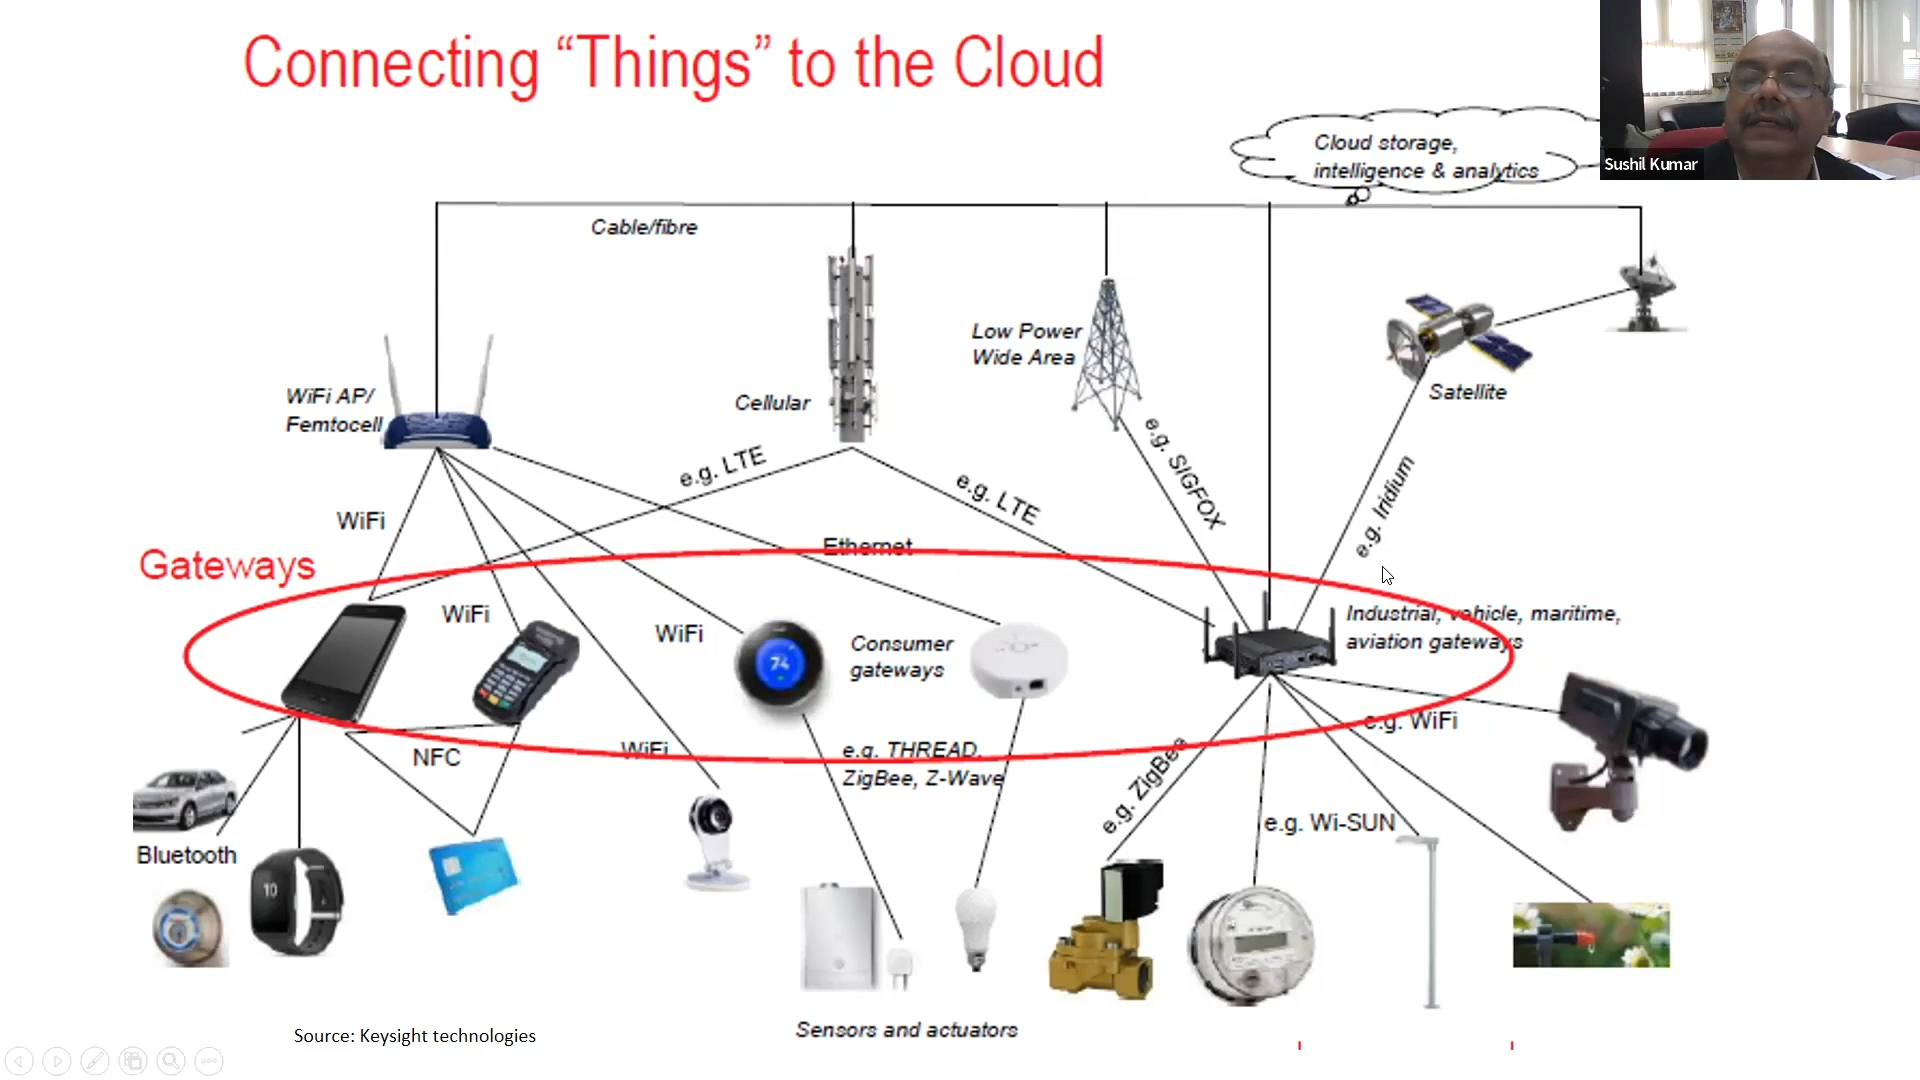 Connecting “Things” to the Cloud
Cloud storage,
intelligence & analytics
Sushil Kumar
Cable/fibre
Low Power
Wide Area
WiFi AP/
Femtocell
Cellular
Satellite
e.g. LTE
e.g. LTE
e.g. SIGFOX
e.g. Iridium
WiFi
Ethernet
Gateways
WiFi
WiFi
Consumer
gateways
Industrial, vehicle, maritime,
aviation gateways
74
NFC
WiFi
e.g. THREAD,
ZigBee, Z-Wave
e.g. ZigBee
e.g. WiFi
e.g. Wi-SUN
Bluetooth
10
Sensors and actuators
Source: Keysight technologies